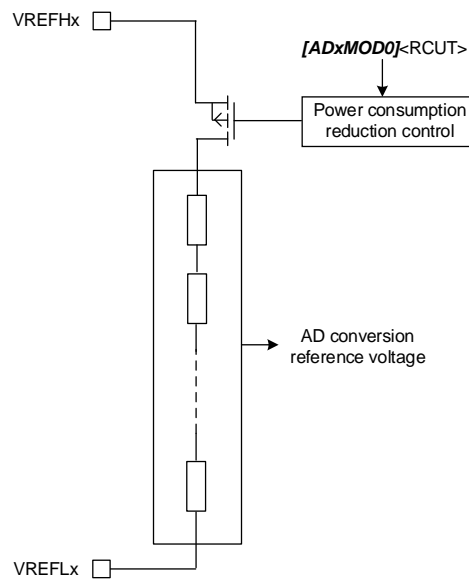 VREFHx
[ADxMOD0]<RCUT>
Power consumption
reduction control
AD conversion
reference voltage
VREFLx